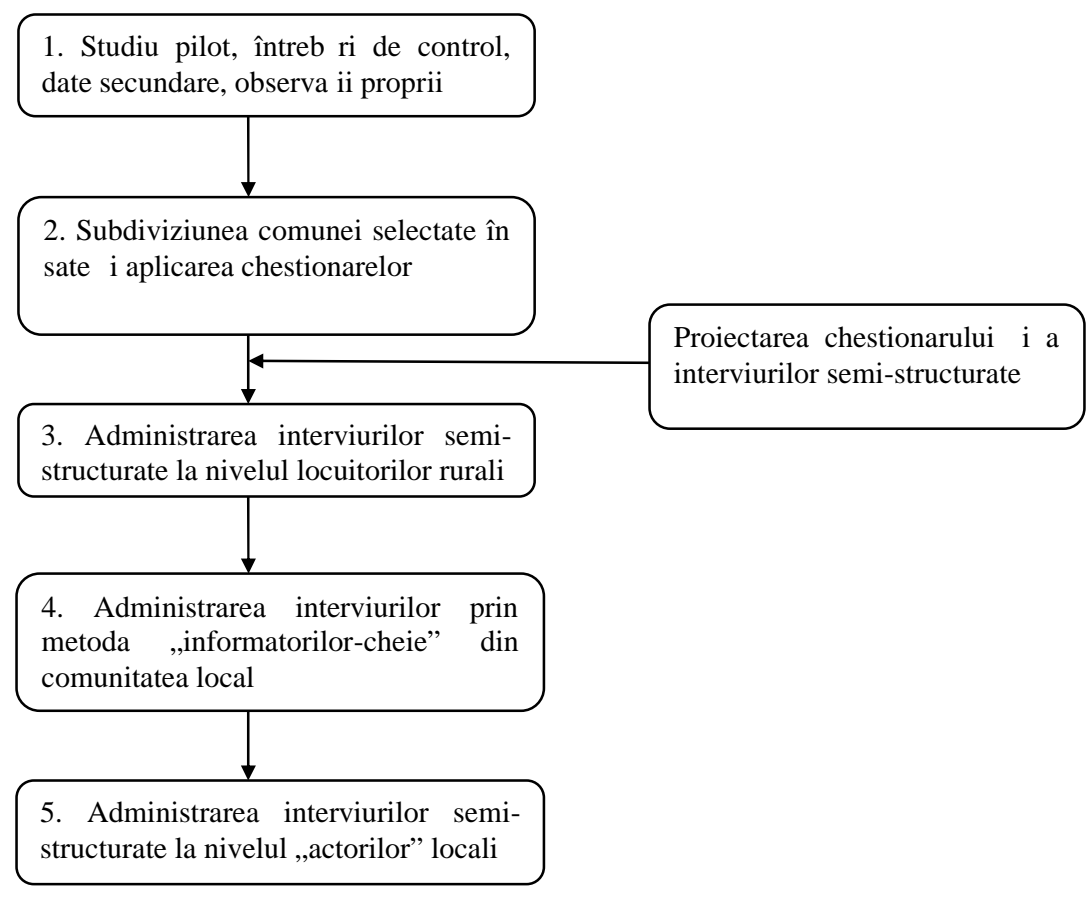 1. Studiu pilot, întreb ri de control,
date secundare, observa ii proprii
2. Subdiviziunea comunei selectate în
sate i aplicarea chestionarelor
Proiectarea chestionarului i a
interviurilor semi-structurate
3. Administrarea interviurilor semi-
structurate la nivelul locuitorilor rurali
4. Administrarea interviurilor prin
metoda „informatorilor-cheie” din
comunitatea local
5. Administrarea interviurilor semi-
structurate la nivelul „actorilor” locali